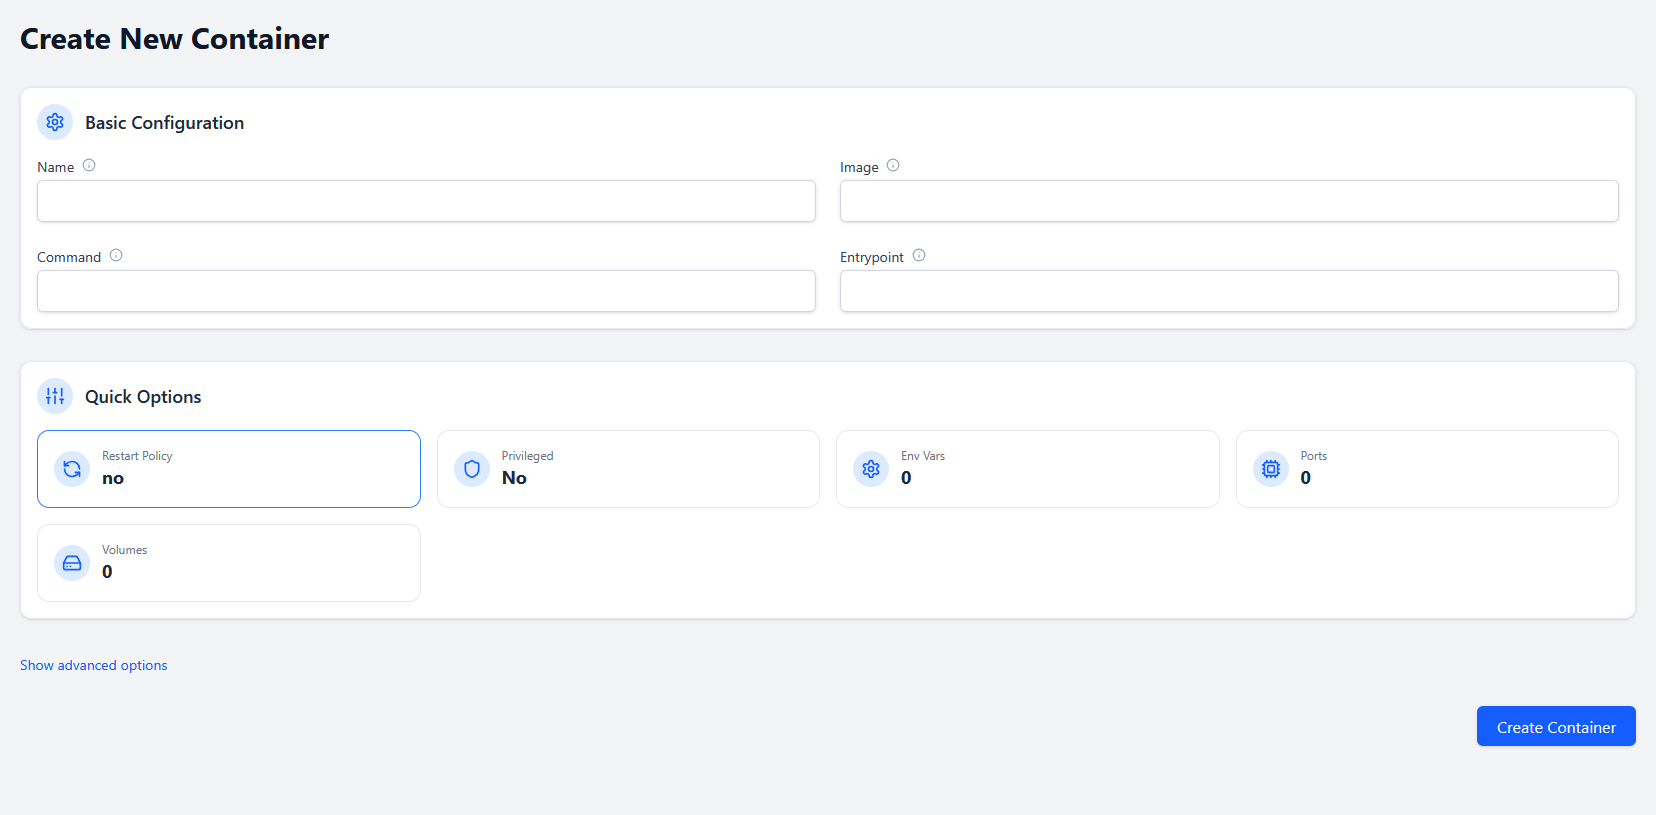 Create New Container
Basic Configuration
Name
Image
Command
Entrypoint
Quick Options
Restart Policy
no
Privileged
No
Env Vars
0
Ports
0
Volumes
0
Show advanced options
Create Container